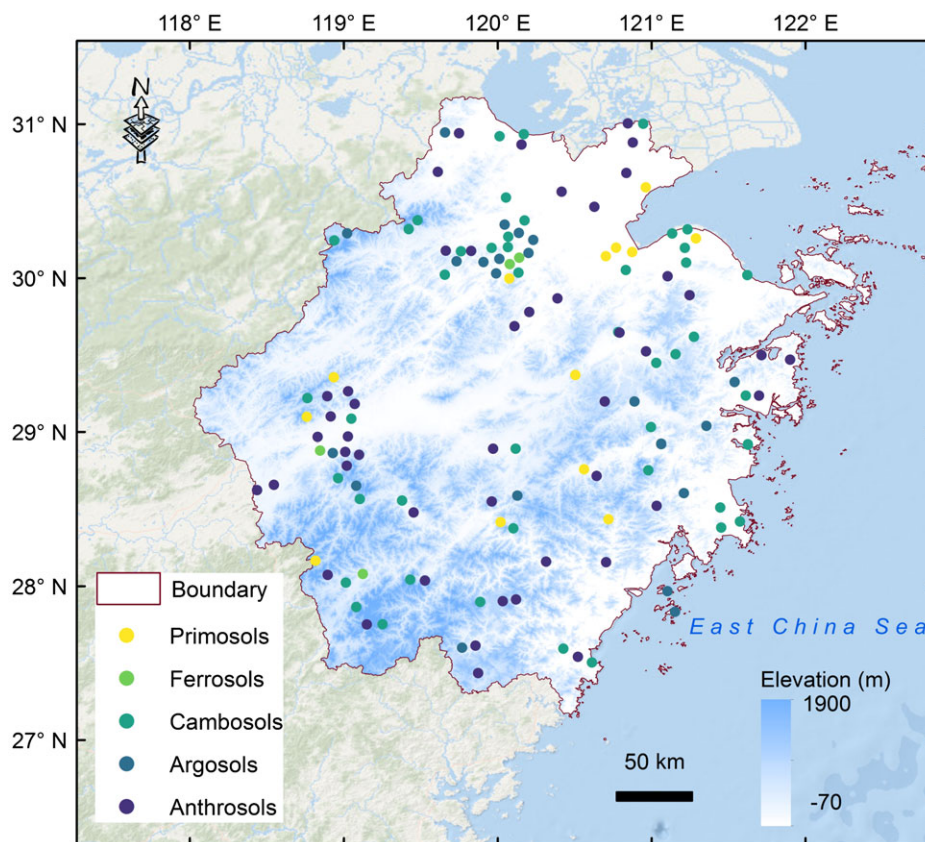 118° E 119° E 120° E 121° E 122° E
N
31° N
30° N
29° N
28° N
27° N
Boundary
Primosols
Ferrosols
Cambosols
Argosols
Anthrosols
East China Sea
Elevation (m)
1900
-70
50 km